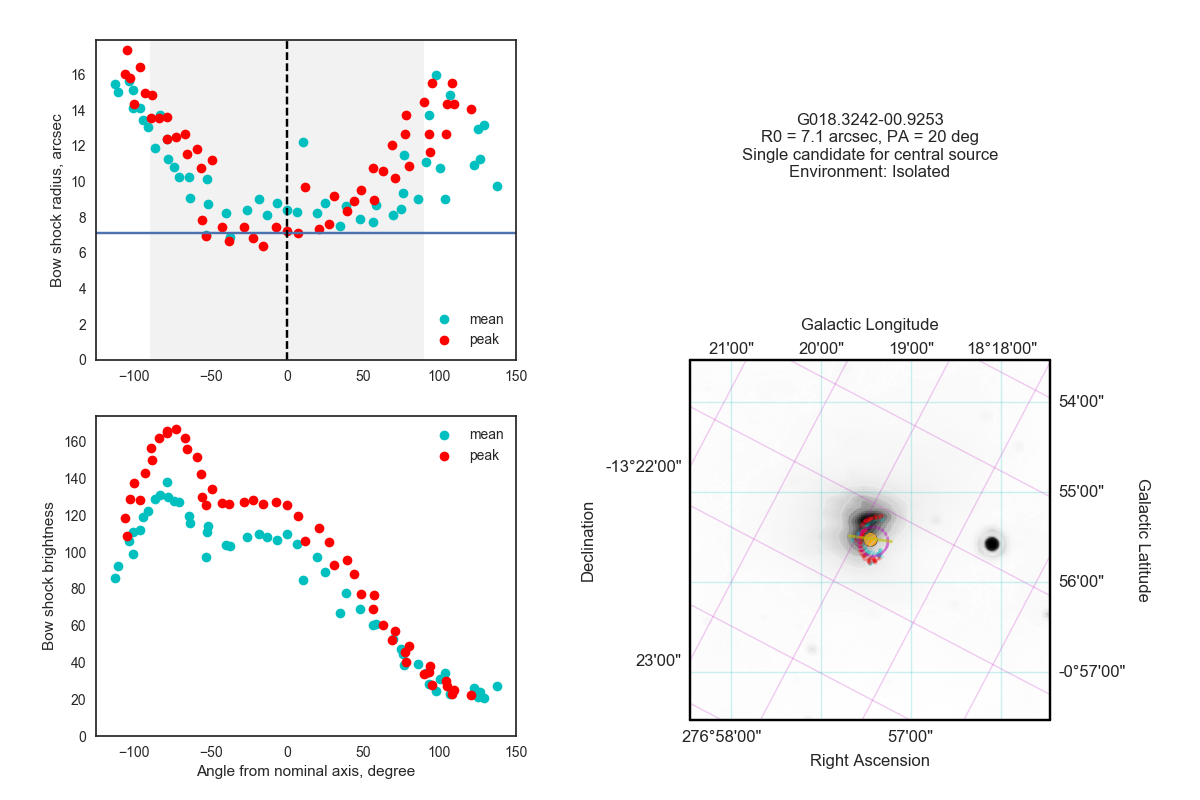 Bow shock radius, arcsec
16
14
12
10
8
6
4
2
0
−100
−50
0
50
100
150
mean
peak
G018.3242-00.9253
R0 = 7.1 arcsec, PA = 20 deg
Single candidate for central source
Environment: Isolated
Bow shock brightness
160
140
120
100
80
60
40
20
0
−100
−50
0
50
100
150
Angle from nominal axis, degree
mean
peak
Galactic Longitude
21'00" 20'00" 19'00" 18°18'00"
54'00"
55'00"
56'00"
-0°57'00"
Galactic Latitude
-13°22'00"
23'00"
Declination
276°58'00" 57'00"
Right Ascension